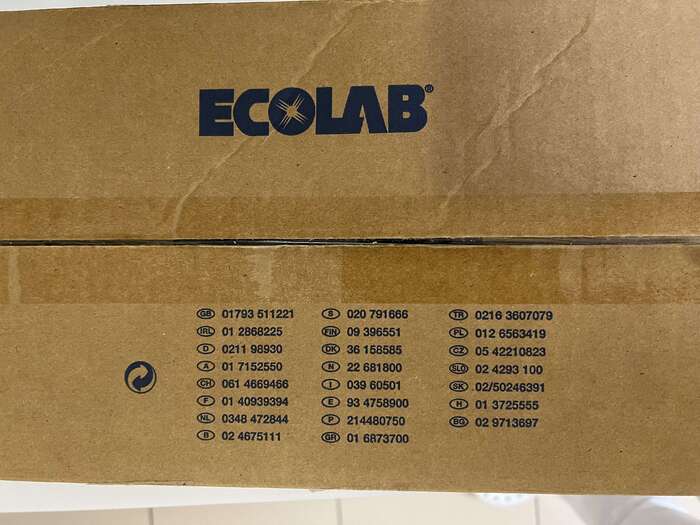 ECOLAB®
GB 01793 511221
IRL 01 2868225
D 0211 98930
A 01 7152550
CH 061 4669466
F 01 40939394
NL 0348 472844
B 02 4675111
S 020 791666
FIN 09 396551
DK 36 158585
N 22 681800
I 039 60501
E 93 4758900
P 214480750
GR 01 6873700
TR 0216 3607079
PL 012 6563419
CZ 05 42210823
SLO 02 4293 100
SK 02/50246391
H 01 3725555
BG 02 9713697